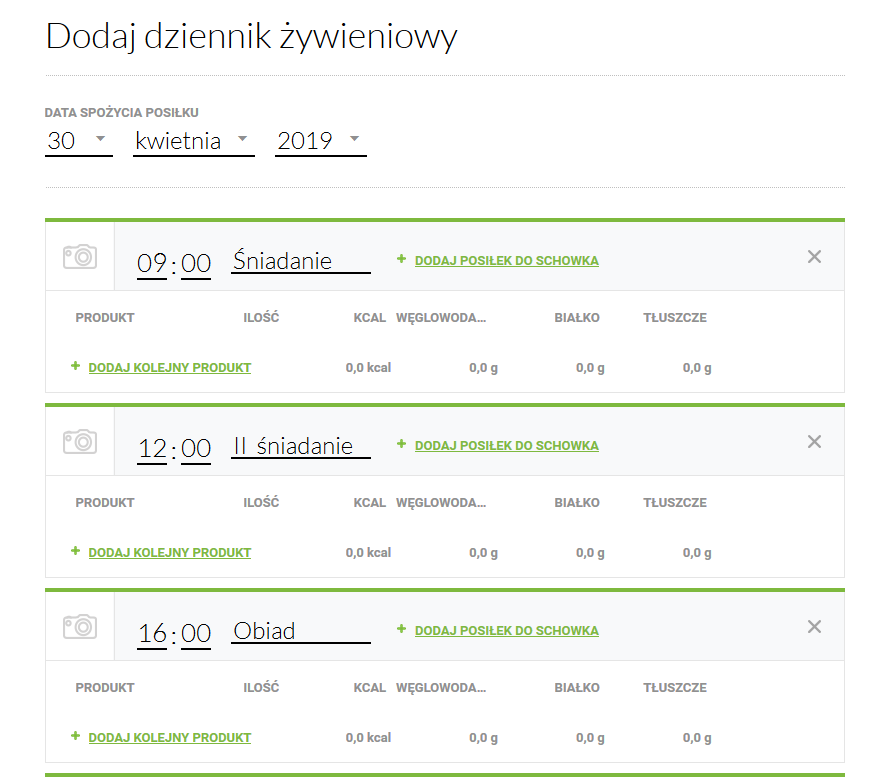 Dodaj dziennik żywieniowy
DATA SPOŻYCIA POSIŁKU
30 kwietnia 2019
09:00 Śniadanie + DODAJ POSIŁEK DO SCHOWKA
PRODUKT ILOŚĆ KCAL WĘGLOWODA... BIAŁKO TŁUSZCZE
+ DODAJ KOLEJNY PRODUKT 0,0 kcal 0,0 g 0,0 g 0,0 g
12:00 II śniadanie + DODAJ POSIŁEK DO SCHOWKA
PRODUKT ILOŚĆ KCAL WĘGLOWODA... BIAŁKO TŁUSZCZE
+ DODAJ KOLEJNY PRODUKT 0,0 kcal 0,0 g 0,0 g 0,0 g
16:00 Obiad + DODAJ POSIŁEK DO SCHOWKA
PRODUKT ILOŚĆ KCAL WĘGLOWODA... BIAŁKO TŁUSZCZE
+ DODAJ KOLEJNY PRODUKT 0,0 kcal 0,0 g 0,0 g 0,0 g